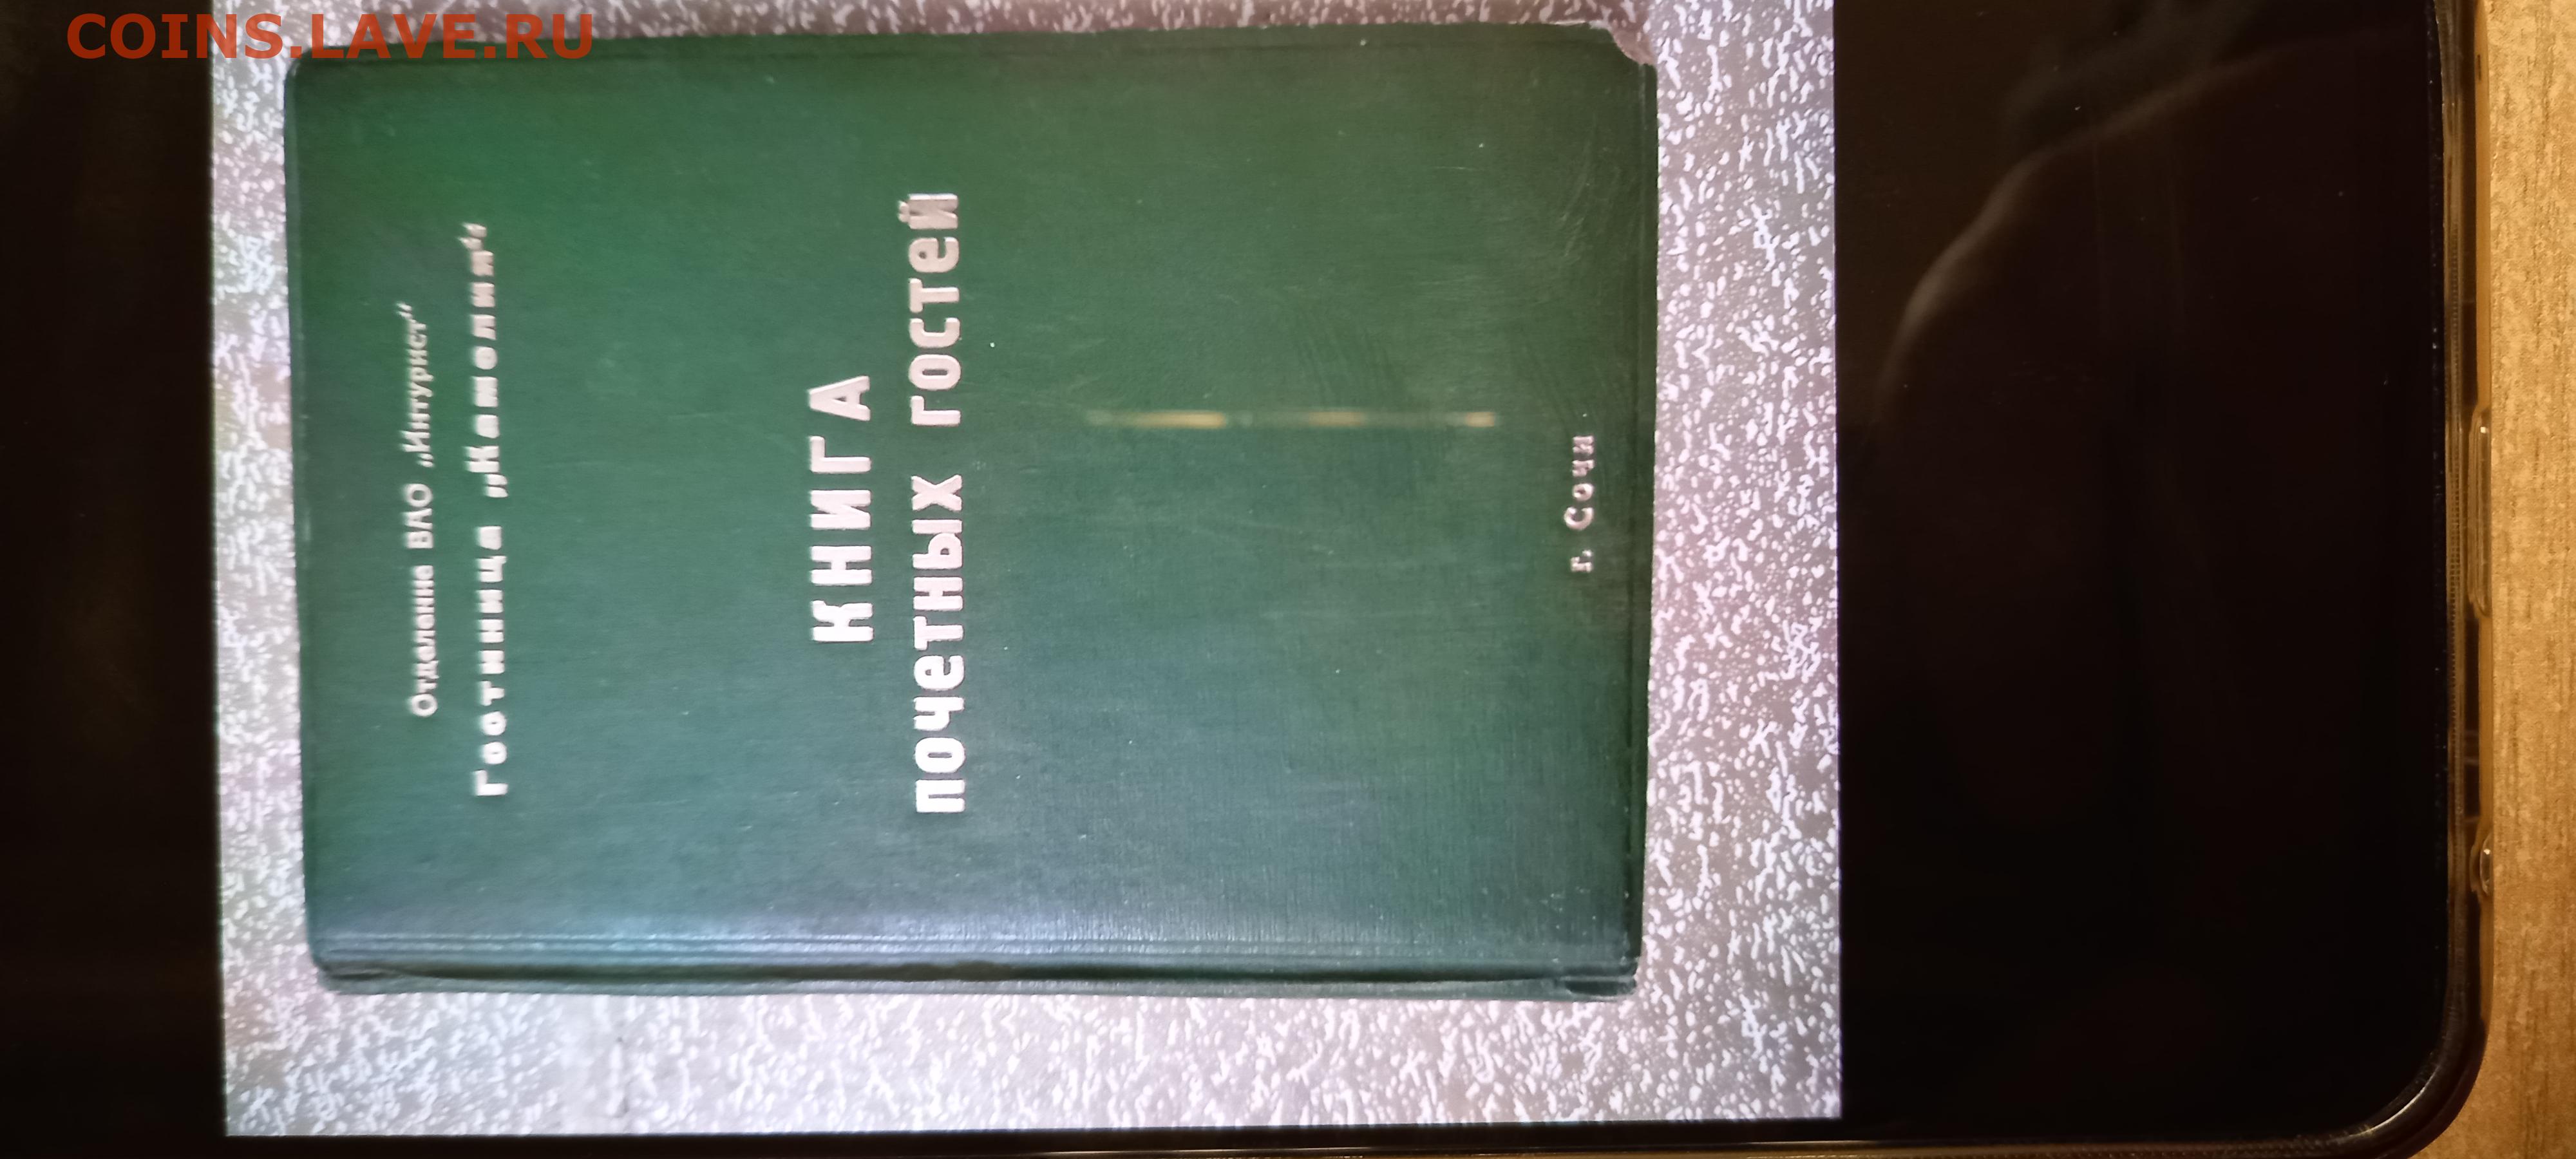 COINS.LAVE.RU
Отделение ВАО „Интурист“
Гостиница „Камелия“
КНИГА
ПОЧЕТНЫХ ГОСТЕЙ
г. Сочи